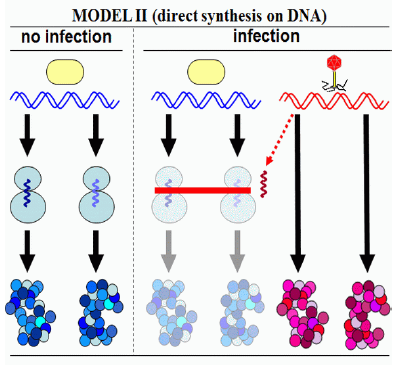 MODEL II (direct synthesis on DNA)
no infection
infection